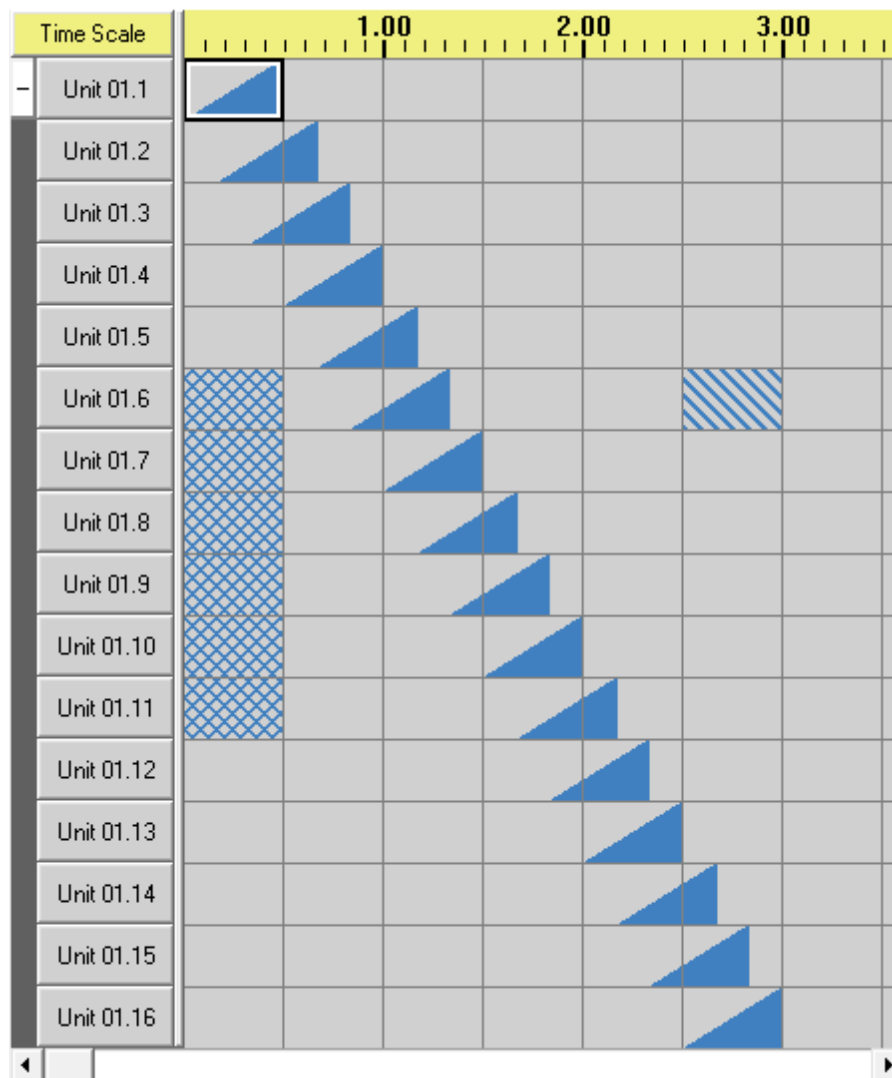 Time Scale 1.00 2.00 3.00
Unit 01.1
Unit 01.2
Unit 01.3
Unit 01.4
Unit 01.5
Unit 01.6
Unit 01.7
Unit 01.8
Unit 01.9
Unit 01.10
Unit 01.11
Unit 01.12
Unit 01.13
Unit 01.14
Unit 01.15
Unit 01.16